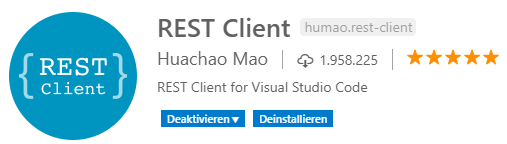 REST Client humao.rest-client
{ REST
Client }
Huachao Mao 1.958.225
REST Client for Visual Studio Code
Deaktivieren Deinstallieren